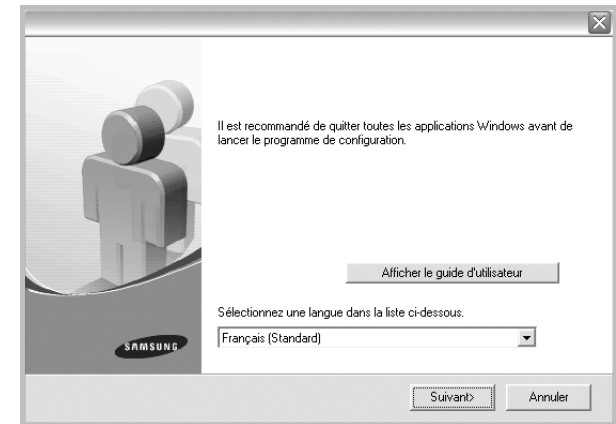 Il est recommandé de quitter toutes les applications Windows avant de
lancer le programme de configuration.
Afficher le guide d'utilisateur
Sélectionnez une langue dans la liste ci-dessous.
Français (Standard)
SAMSUNG
Suivant>
Annuler